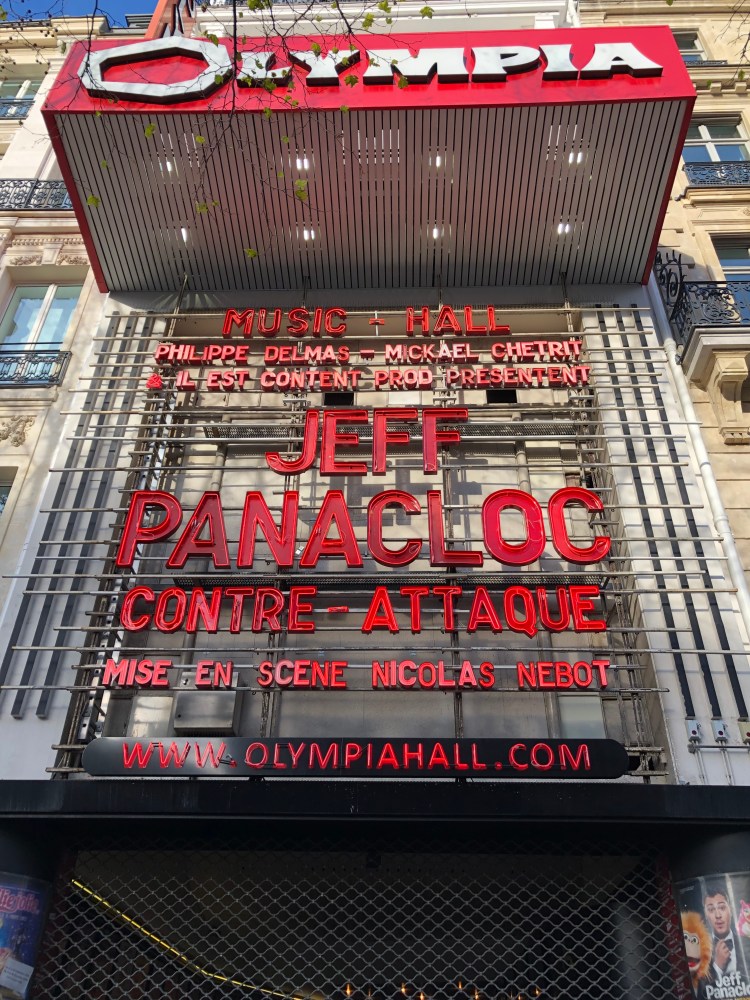 OLYMPIA
MUSIC - HALL
PHILIPPE DELMAS - MICKAEL CHETRIT
& IL EST CONTENT PROD PRESENTENT
JEFF
PANACLOC
CONTRE - ATTAQUE
MISE EN SCENE NICOLAS NEBOT
WWW.OLYMPIAHALL.COM
Jeff